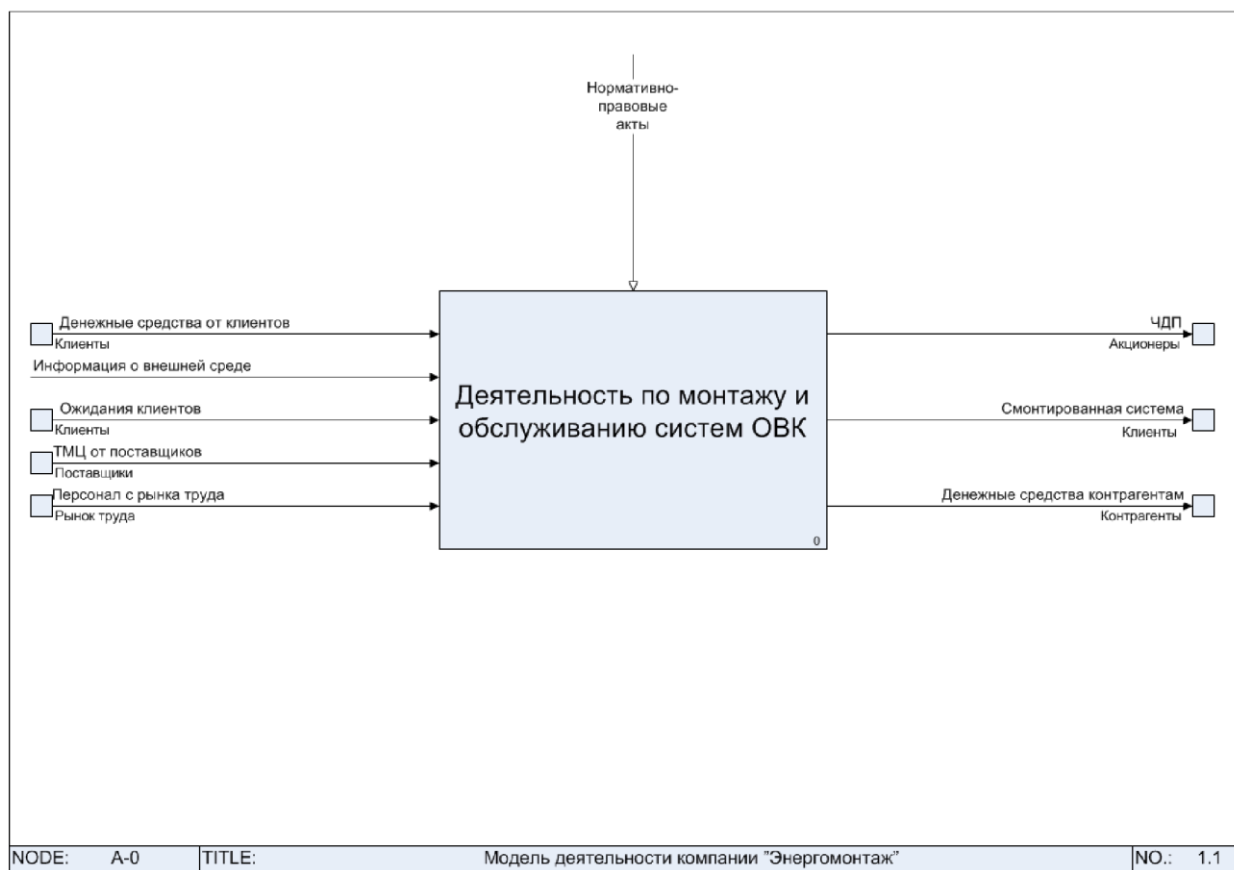 Нормативно-
правовые
акты
Денежные средства от клиентов
Клиенты
Информация о внешней среде
Ожидания клиентов
Клиенты
ТМЦ от поставщиков
Поставщики
Персонал с рынка труда
Рынок труда
Деятельность по монтажу и
обслуживанию систем ОВК
0
ЧДП
Акционеры
Смонтированная система
Клиенты
Денежные средства контрагентам
Контрагенты
NODE: A-0 TITLE: Модель деятельности компании "Энергомонтаж" NO.: 1.1